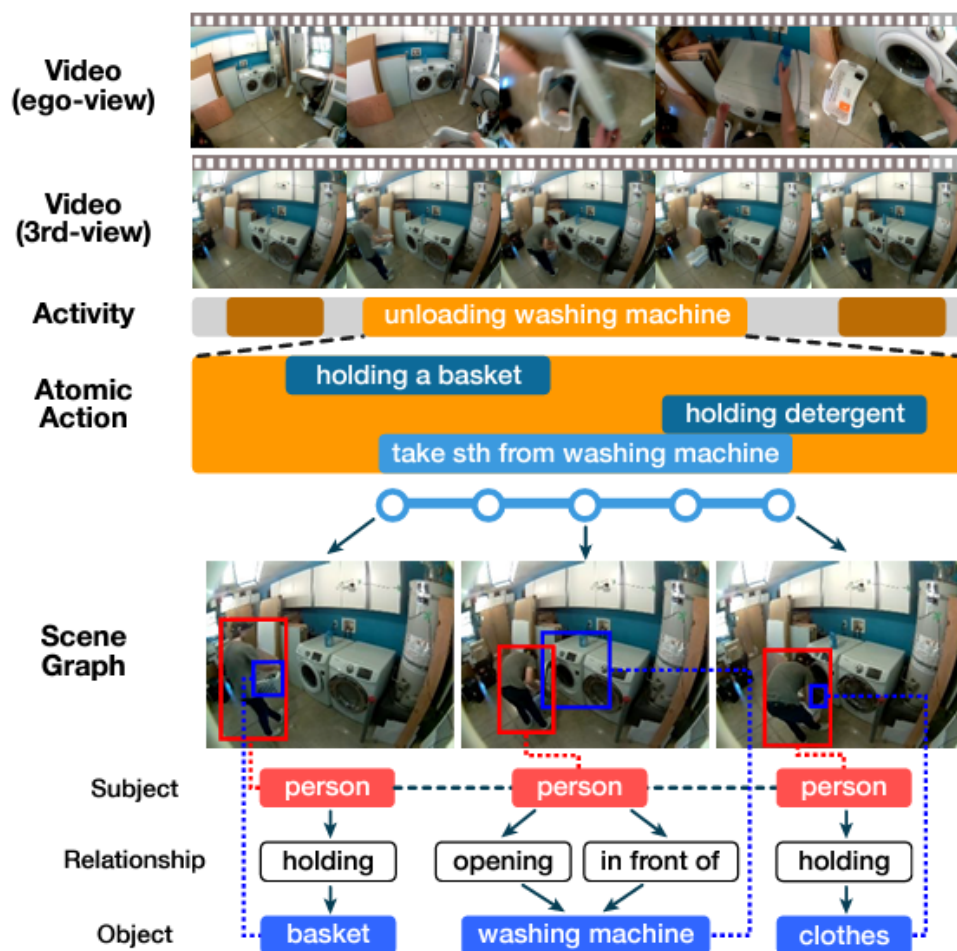 Video
(ego-view)
Video
(3rd-view)
Activity
unloading washing machine
Atomic
Action
holding a basket
holding detergent
take sth from washing machine
Scene
Graph
Subject
person
person
person
Relationship
holding
opening
in front of
holding
Object
basket
washing machine
clothes